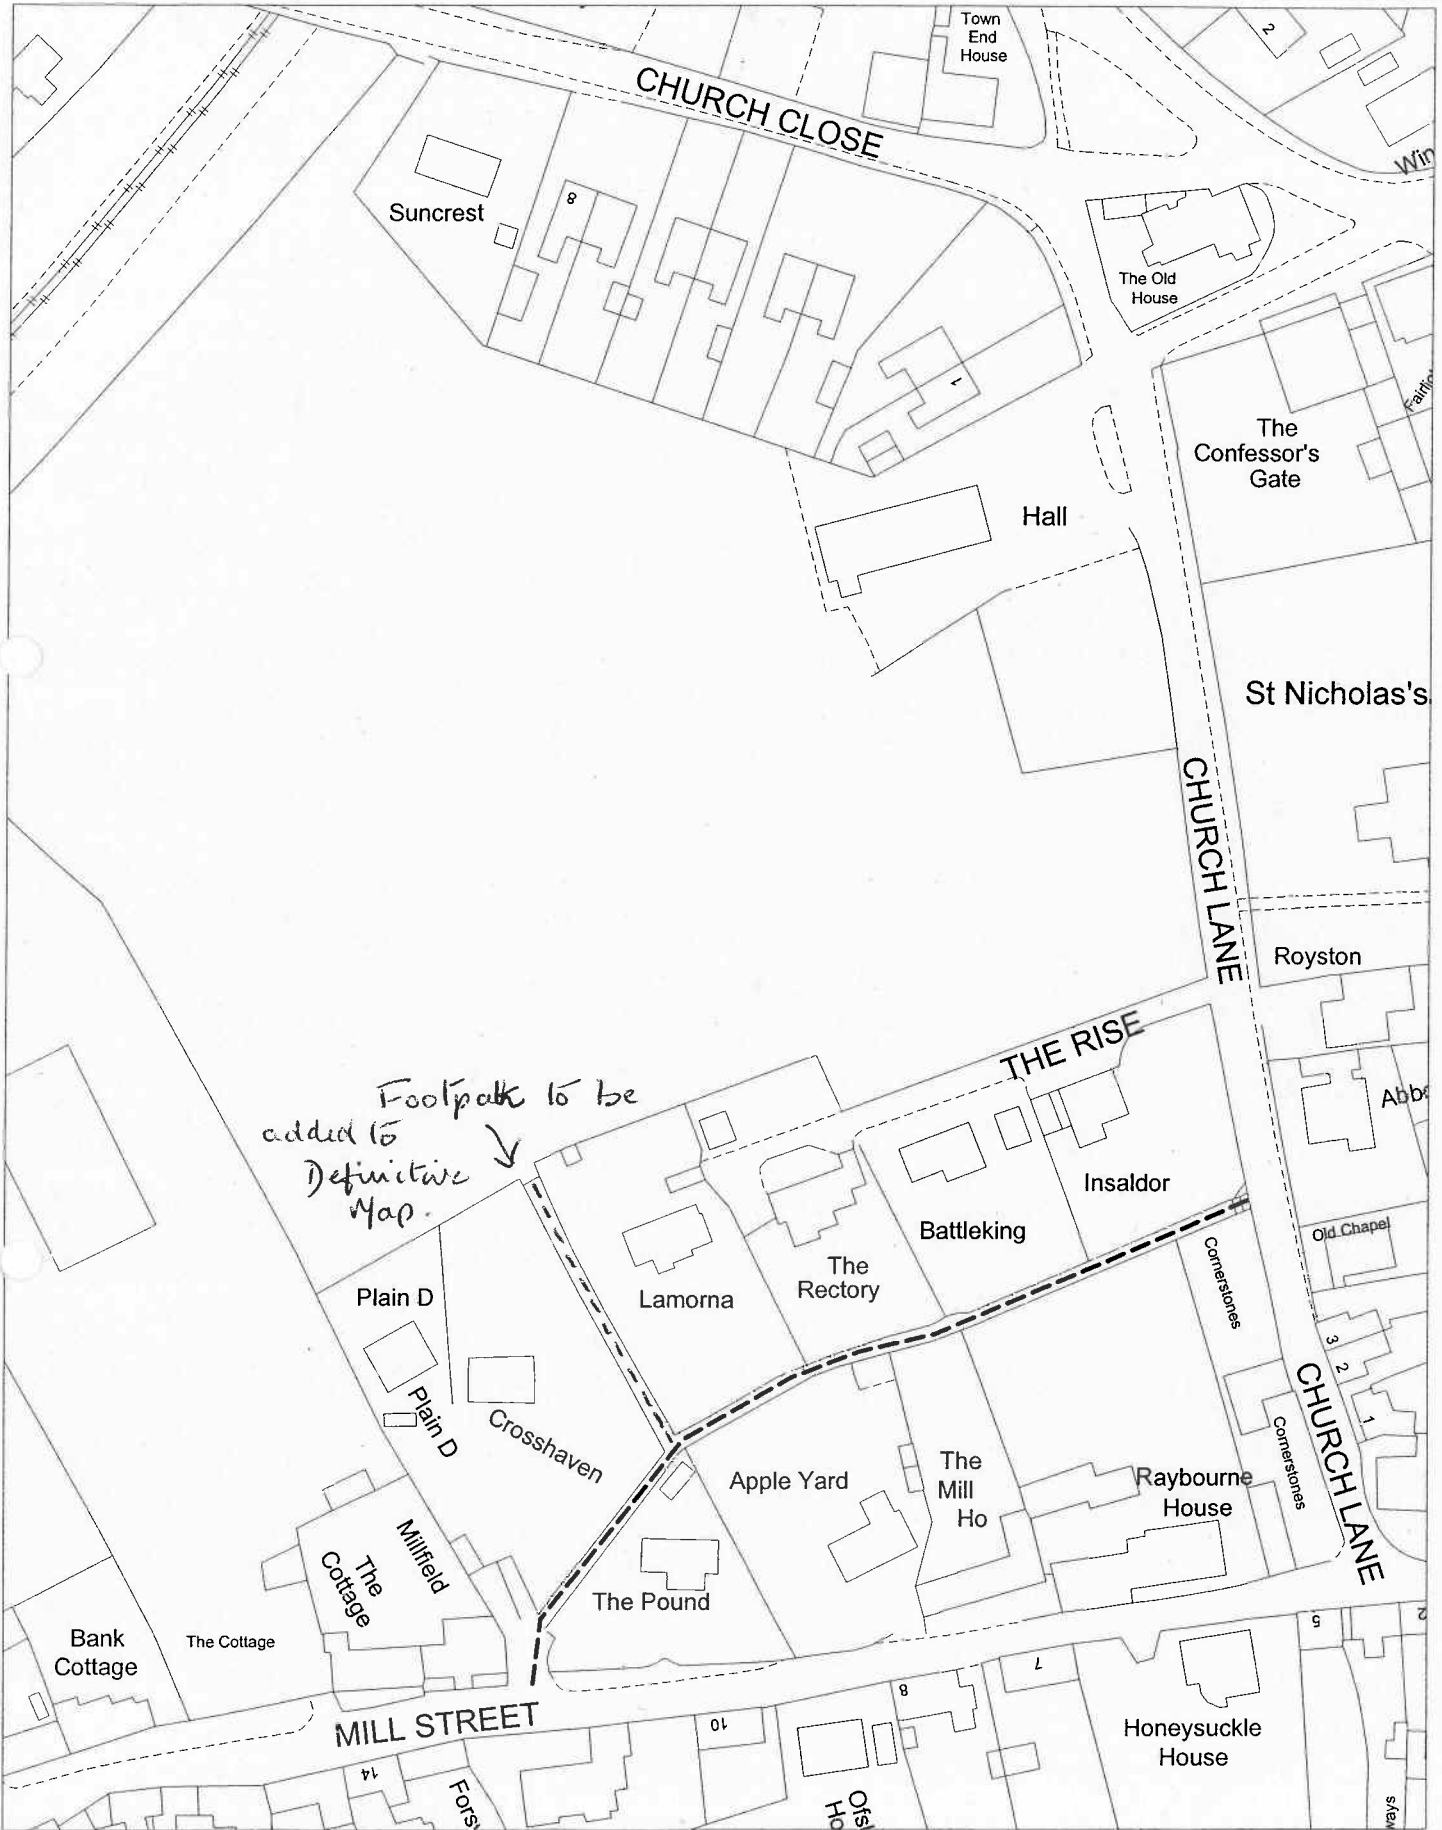 Town
End
House
2
CHURCH CLOSE
Suncrest
8
The Old
House
1
The
Confessor's
Gate
Hall
St Nicholas's
CHURCH LANE
Royston
THE RISE
Footpath to be
added to
Definitive
Map.
Insaldor
Battleking
Old Chapel
The
Rectory
Lamorna
Cornerstones
Plain D
Plain D
Crosshaven
3
2
1
CHURCH LANE
Cornerstones
Apple Yard
The
Mill
Ho
Raybourne
House
Millfield
The
Cottage
The Pound
Bank
Cottage
The Cottage
5
2
7
8
10
MILL STREET
14
Honeysuckle
House